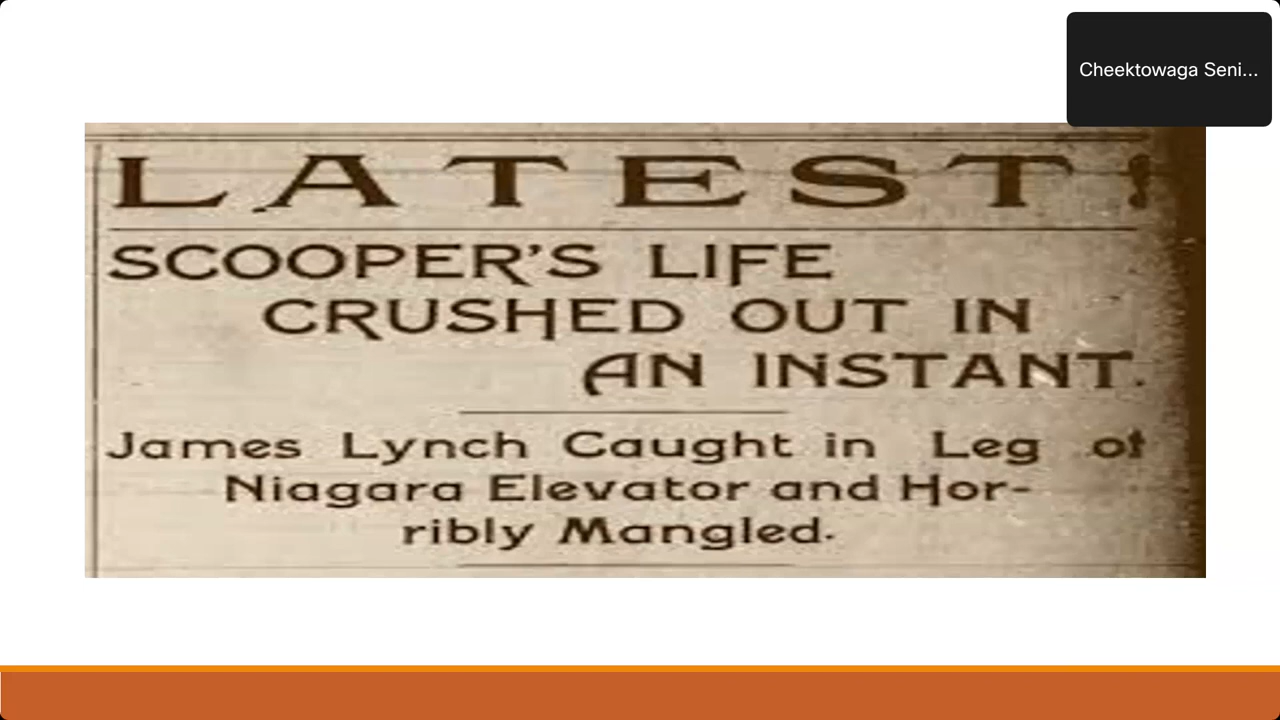 Cheektowaga Seni...
LATEST!
SCOOPER'S LIFE
CRUSHED OUT IN
AN INSTANT.
James Lynch Caught in Leg of
Niagara Elevator and Hor-
ribly Mangled.